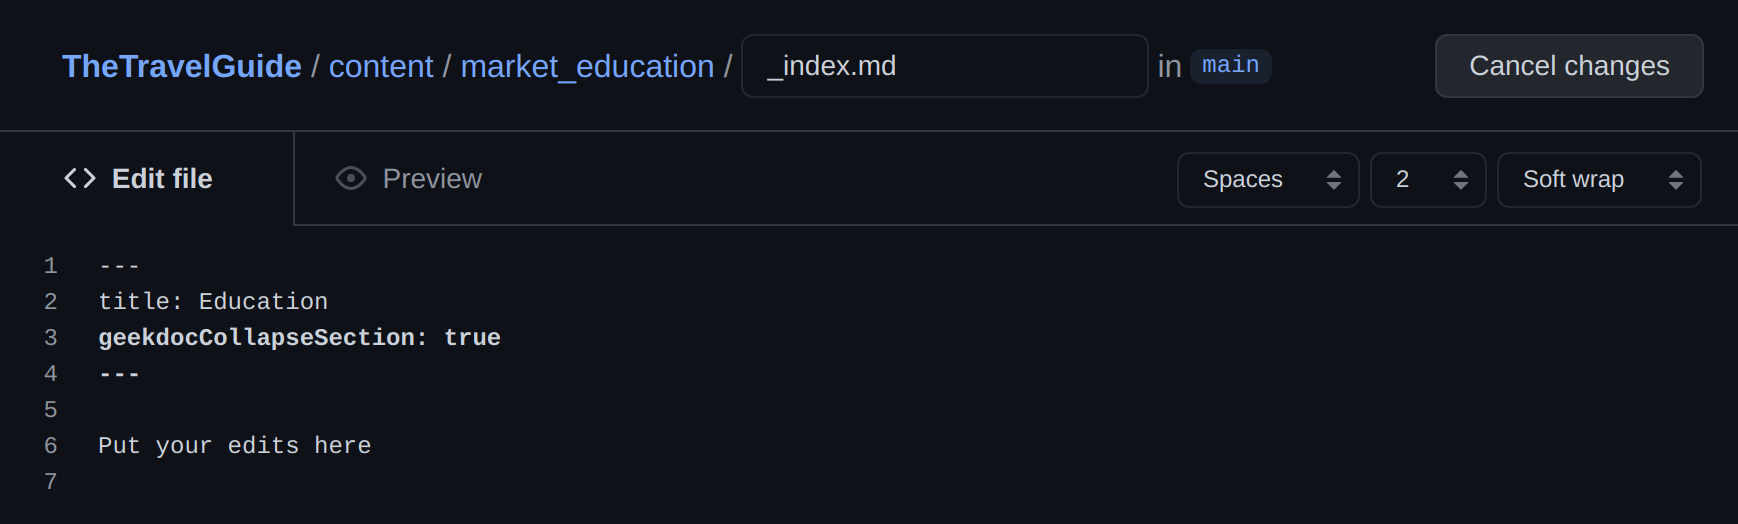 TheTravelGuide / content / market_education / _index.md in main Cancel changes
Edit file Preview Spaces 2 Soft wrap
1 ---
2 title: Education
3 geekdocCollapseSection: true
4 ---
5
6 Put your edits here
7